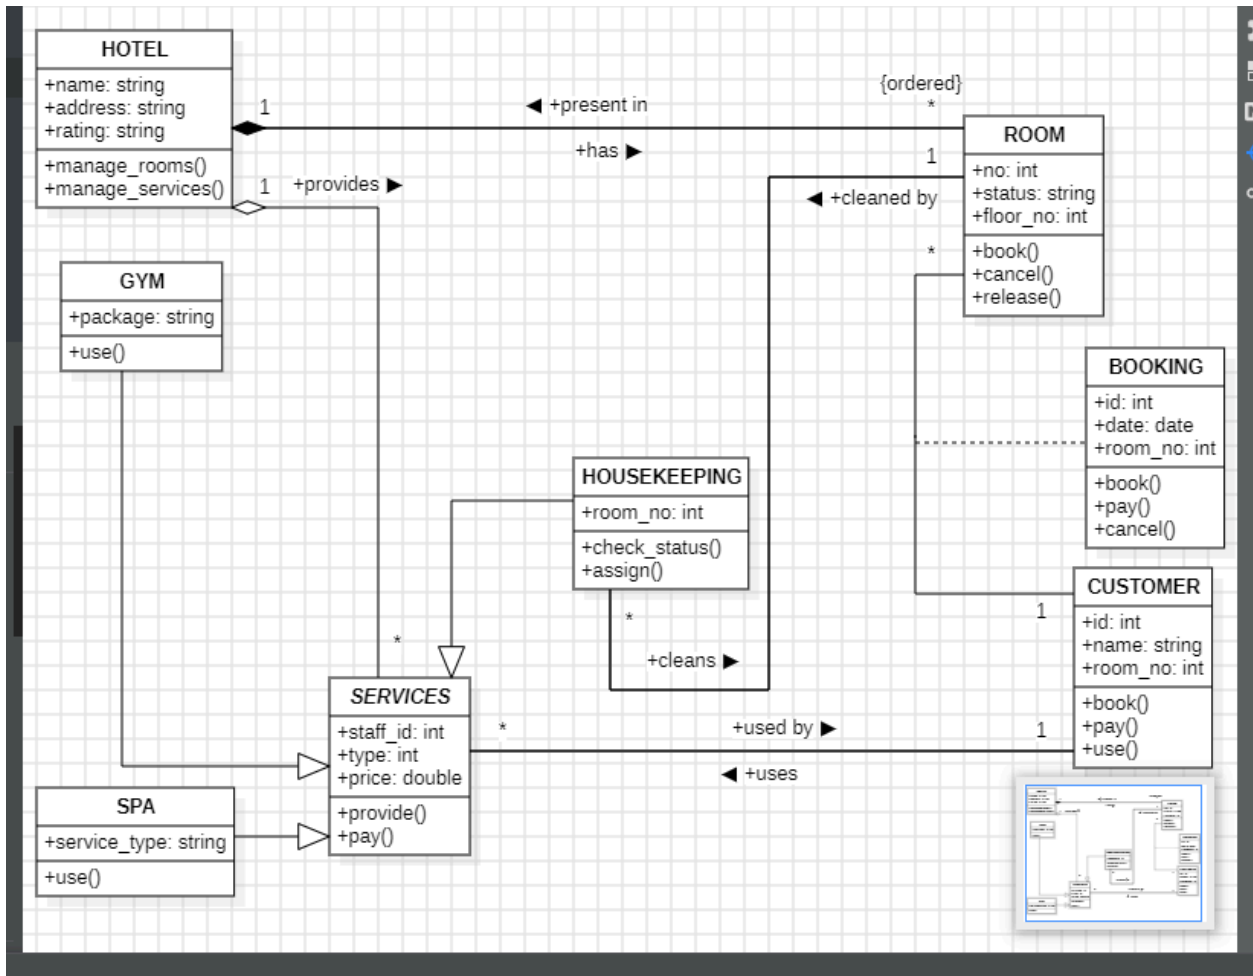 HOTEL
+name: string
+address: string
+rating: string
+manage_rooms()
+manage_services()
1
◀ +present in
{ordered}
*
+has ▶
1
+provides ▶
ROOM
+no: int
+status: string
+floor_no: int
+book()
+cancel()
+release()
1
◀ +cleaned by
*
GYM
+package: string
+use()
BOOKING
+id: int
+date: date
+room_no: int
+book()
+pay()
+cancel()
HOUSEKEEPING
+room_no: int
+check_status()
+assign()
*
+cleans ▶
CUSTOMER
+id: int
+name: string
+room_no: int
+book()
+pay()
+use()
1
*
SERVICES
+staff_id: int
+type: int
+price: double
+provide()
+pay()
*
+used by ▶
1
◀ +uses
SPA
+service_type: string
+use()